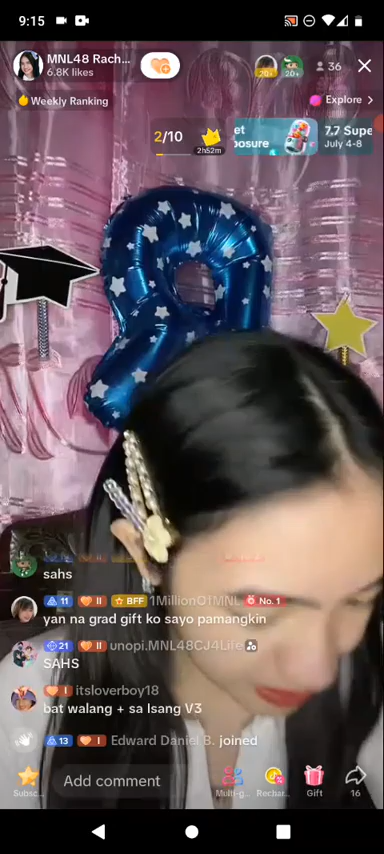 9:15
MNL48 Rach...
6.8K likes
20+
20+
36
Weekly Ranking
Explore >
2/10
2h52m
et
posure
7.7 Supe
July 4-8
sahs
11 II BFF 1MillionO1MNL No. 1
yan na grad gift ko sayo pamangkin
21 II unopi.MNL48CJ4Life
SAHS
I itsloverboy18
bat walang + sa Isang V3
13 I Edward Daniel B. joined
Subsc...
Add comment
Multi-g...
Rechar...
Gift
16